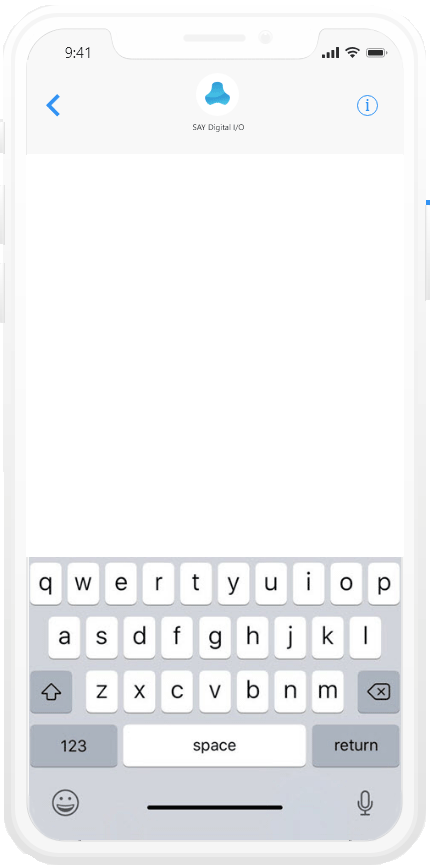 9:41
SAY Digital I/O
q w e r t y u i o p
a s d f g h j k l
z x c v b n m
123 space return